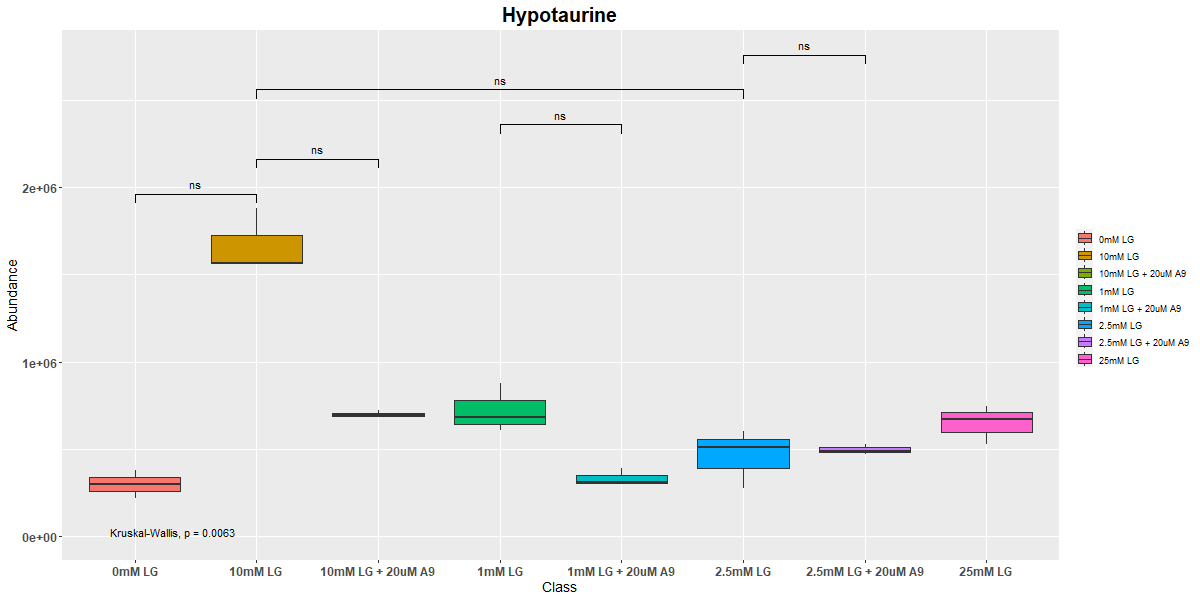 Hypotaurine
ns
ns
ns
ns
ns
2e+06
1e+06
0e+00
Abundance
Kruskal-Wallis, p = 0.0063
0mM LG
10mM LG
10mM LG + 20uM A9
1mM LG
1mM LG + 20uM A9
2.5mM LG
2.5mM LG + 20uM A9
25mM LG
Class
0mM LG
10mM LG
10mM LG + 20uM A9
1mM LG
1mM LG + 20uM A9
2.5mM LG
2.5mM LG + 20uM A9
25mM LG